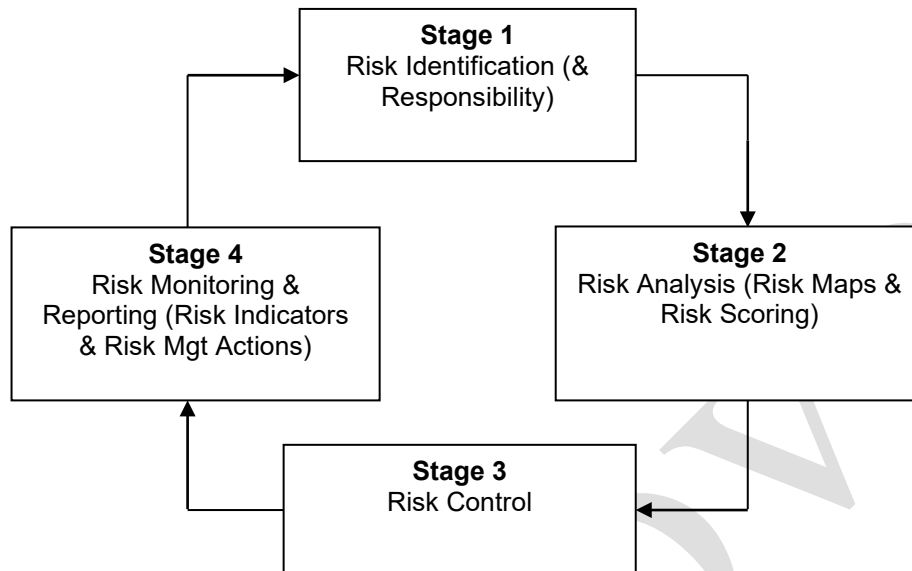 Stage 1
Risk Identification (&
Responsibility)
Stage 4
Risk Monitoring &
Reporting (Risk Indicators
& Risk Mgt Actions)
Stage 2
Risk Analysis (Risk Maps &
Risk Scoring)
Stage 3
Risk Control